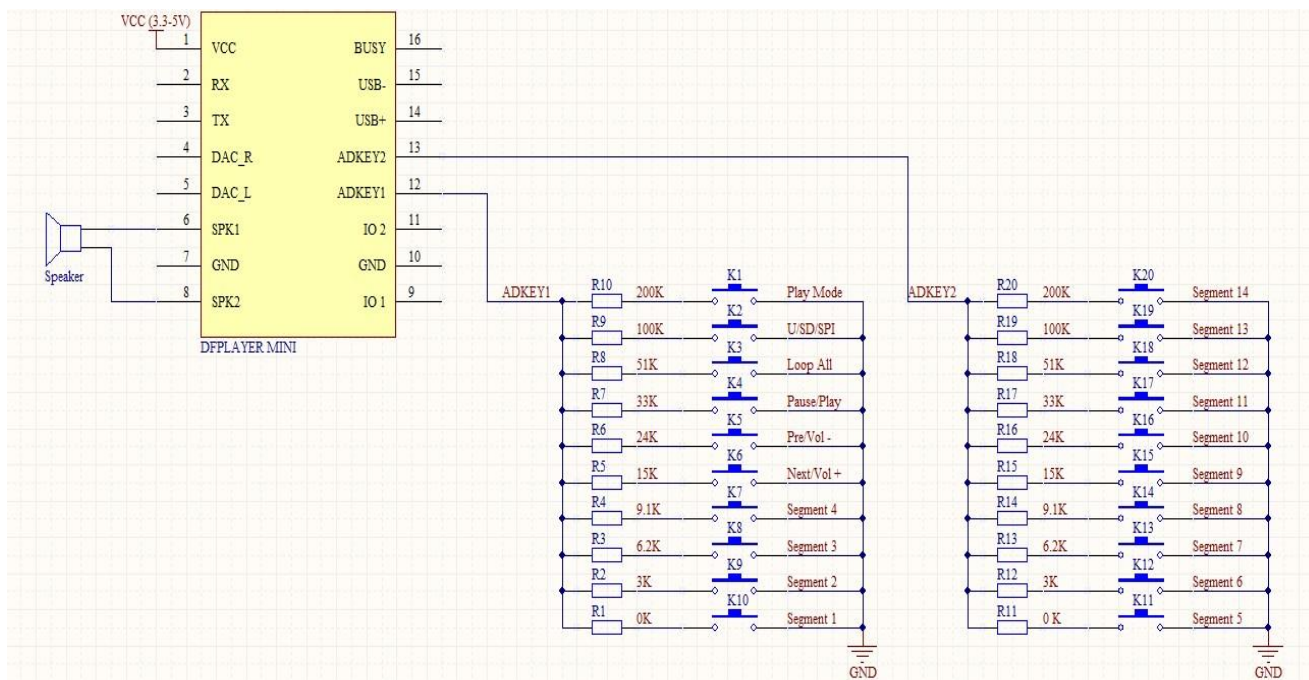 VCC (3.3-5V)
1 VCC BUSY 16
2 RX USB- 15
3 TX USB+ 14
4 DAC_R ADKEY2 13
5 DAC_L ADKEY1 12
6 SPK1 IO 2 11
7 GND GND 10
8 SPK2 IO 1 9
Speaker
DFPLAYER MINI
ADKEY1
R10 200K K1 Play Mode
R9 100K K2 U/SD/SPI
R8 51K K3 Loop All
R7 33K K4 Pause/Play
R6 24K K5 Pre/Vol -
R5 15K K6 Next/Vol +
R4 9.1K K7 Segment 4
R3 6.2K K8 Segment 3
R2 3K K9 Segment 2
R1 0K K10 Segment 1
GND
ADKEY2
R20 200K K20 Segment 14
R19 100K K19 Segment 13
R18 51K K18 Segment 12
R17 33K K17 Segment 11
R16 24K K16 Segment 10
R15 15K K15 Segment 9
R14 9.1K K14 Segment 8
R13 6.2K K13 Segment 7
R12 3K K12 Segment 6
R11 0 K K11 Segment 5
GND